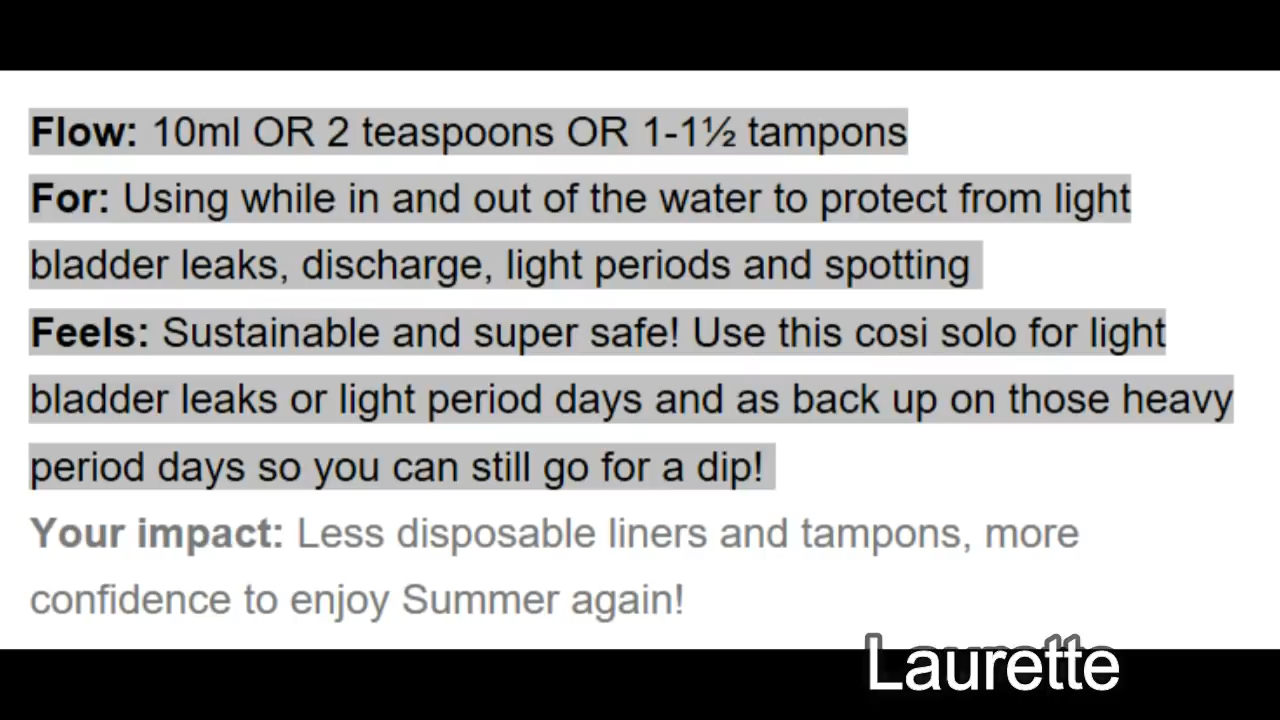 Flow: 10ml OR 2 teaspoons OR 1-1½ tampons
For: Using while in and out of the water to protect from light
bladder leaks, discharge, light periods and spotting
Feels: Sustainable and super safe! Use this cosi solo for light
bladder leaks or light period days and as back up on those heavy
period days so you can still go for a dip!
Your impact: Less disposable liners and tampons, more
confidence to enjoy Summer again!
Laurette